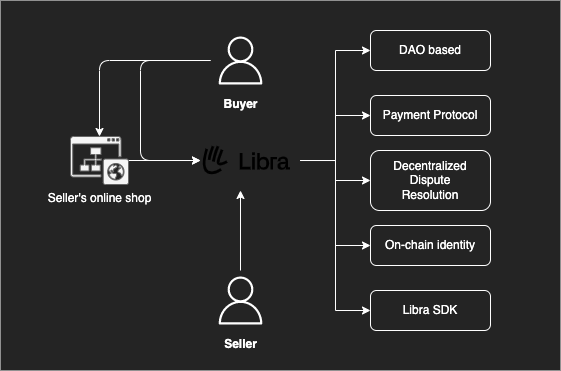 DAO based
Buyer
Payment Protocol
Libra
Decentralized
Dispute
Resolution
Seller's online shop
On-chain identity
Libra SDK
Seller